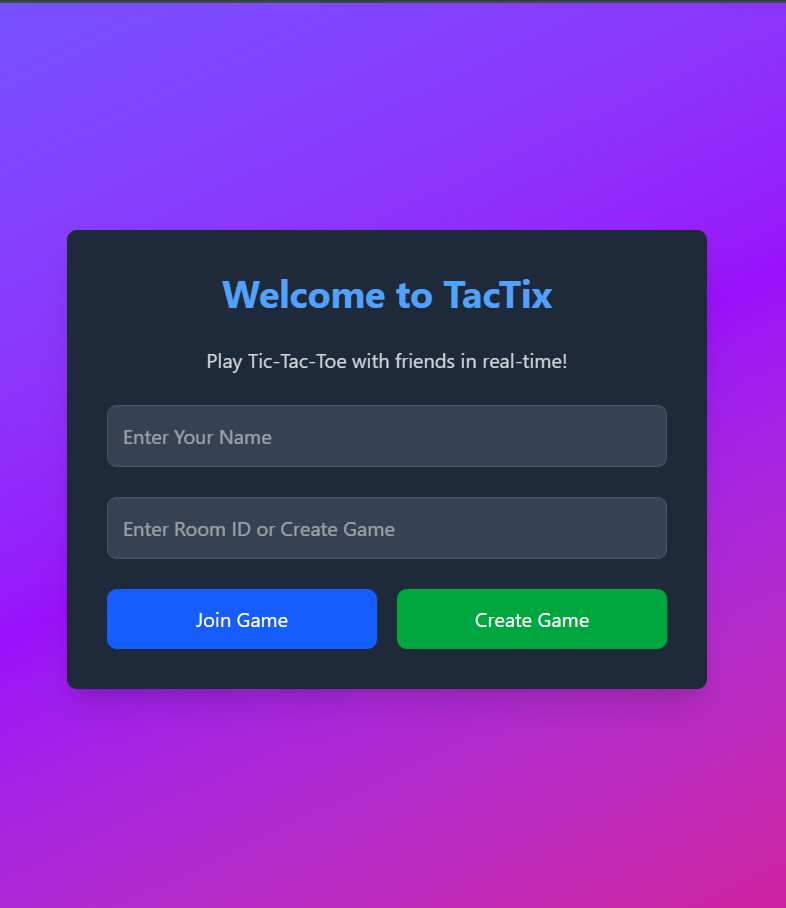 Welcome to TacTix
Play Tic-Tac-Toe with friends in real-time!
Enter Your Name
Enter Room ID or Create Game
Join Game
Create Game